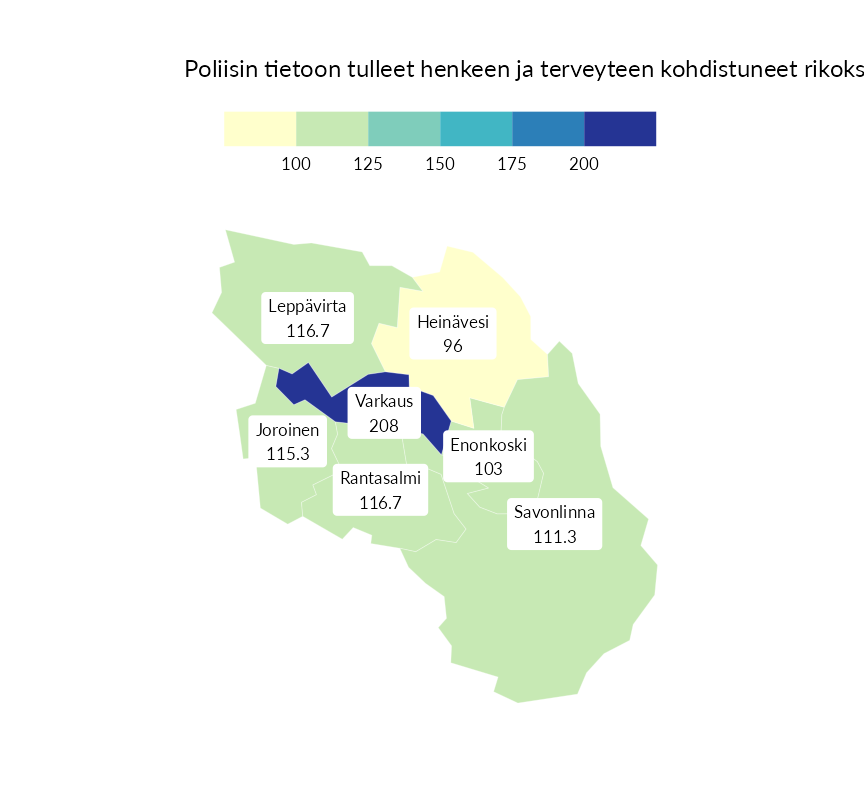 Poliisin tietoon tulleet henkeen ja terveyteen kohdistuneet rikoks
100 125 150 175 200
Leppävirta
116.7
Heinävesi
96
Varkaus
208
Joroinen
115.3
Enonkoski
103
Rantasalmi
116.7
Savonlinna
111.3